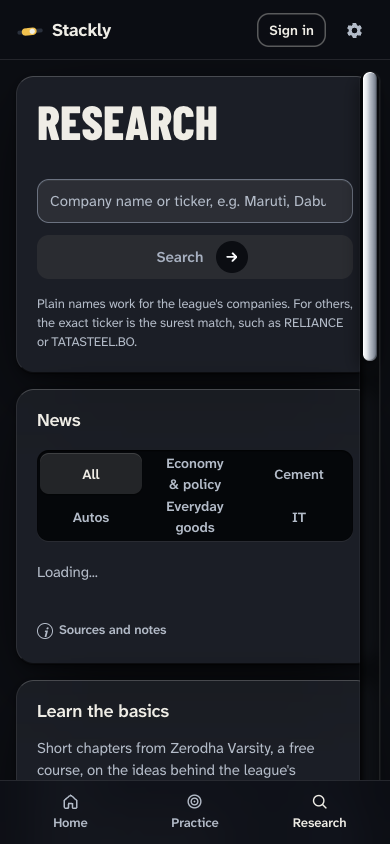 Stackly
Sign in
RESEARCH
Company name or ticker, e.g. Maruti, Dabu
Search
Plain names work for the league's companies. For others,
the exact ticker is the surest match, such as RELIANCE
or TATASTEEL.BO.
News
All
Economy
& policy
Cement
Autos
Everyday
goods
IT
Loading...
Sources and notes
Learn the basics
Short chapters from Zerodha Varsity, a free
course, on the ideas behind the league's
Home
Practice
Research